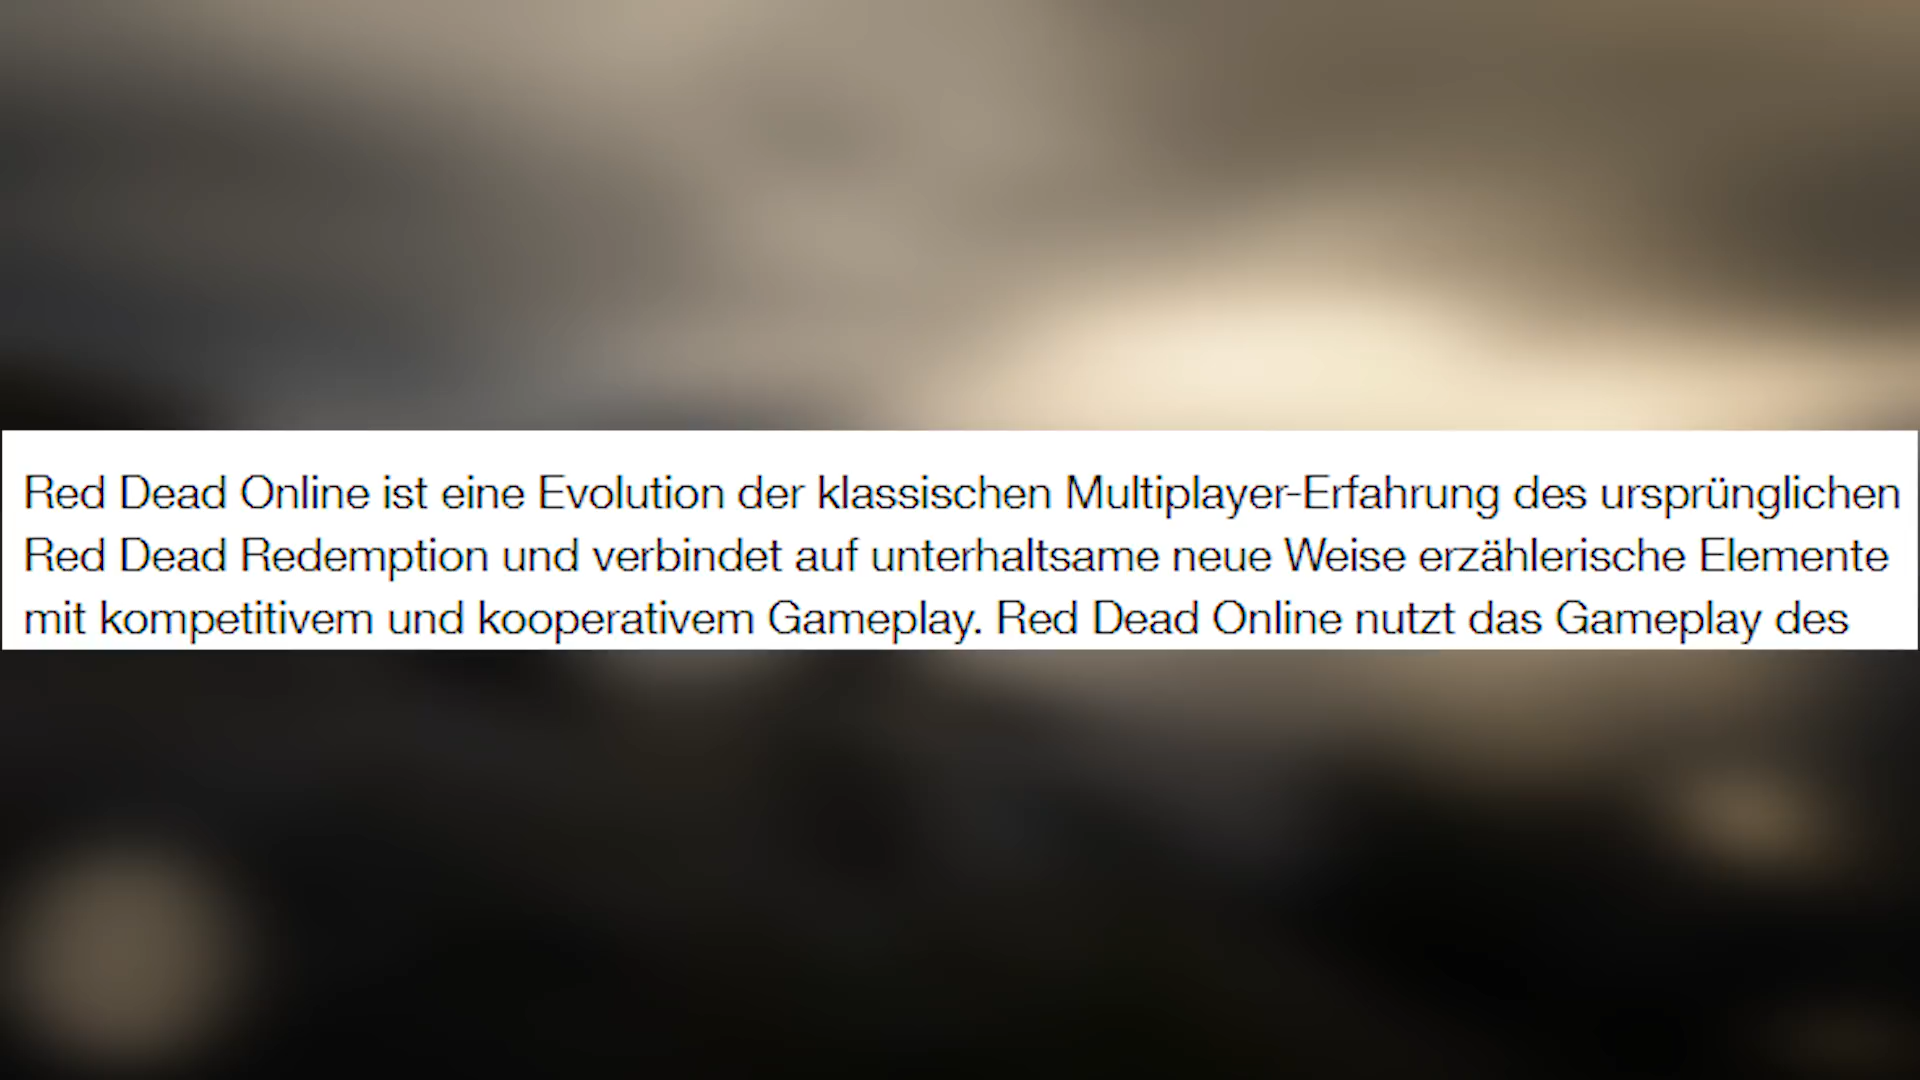 Red Dead Online ist eine Evolution der klassischen Multiplayer-Erfahrung des ursprünglichen
Red Dead Redemption und verbindet auf unterhaltsame neue Weise erzählerische Elemente
mit kompetitivem und kooperativem Gameplay. Red Dead Online nutzt das Gameplay des